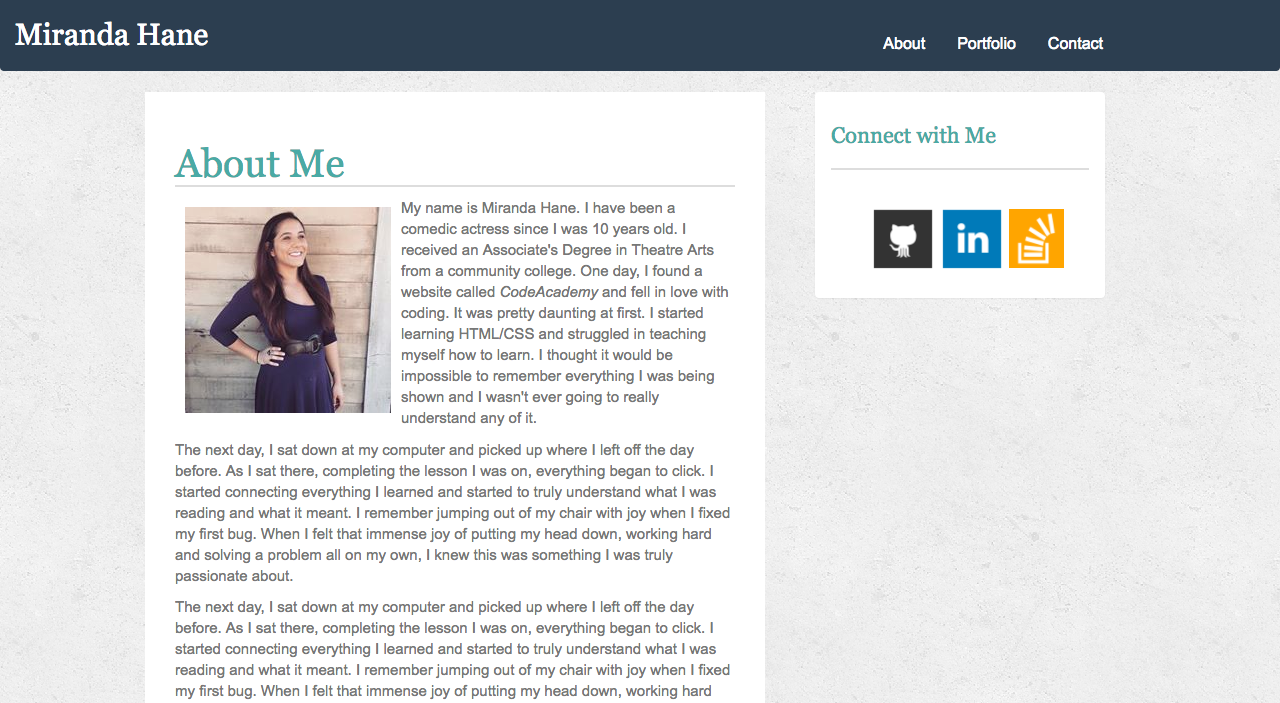 Miranda Hane
About
Portfolio
Contact
About Me
My name is Miranda Hane. I have been a
comedic actress since I was 10 years old. I
received an Associate's Degree in Theatre Arts
from a community college. One day, I found a
website called CodeAcademy and fell in love with
coding. It was pretty daunting at first. I started
learning HTML/CSS and struggled in teaching
myself how to learn. I thought it would be
impossible to remember everything I was being
shown and I wasn't ever going to really
understand any of it.
The next day, I sat down at my computer and picked up where I left off the day
before. As I sat there, completing the lesson I was on, everything began to click. I
started connecting everything I learned and started to truly understand what I was
reading and what it meant. I remember jumping out of my chair with joy when I fixed
my first bug. When I felt that immense joy of putting my head down, working hard
and solving a problem all on my own, I knew this was something I was truly
passionate about.
The next day, I sat down at my computer and picked up where I left off the day
before. As I sat there, completing the lesson I was on, everything began to click. I
started connecting everything I learned and started to truly understand what I was
reading and what it meant. I remember jumping out of my chair with joy when I fixed
my first bug. When I felt that immense joy of putting my head down, working hard
Connect with Me
in